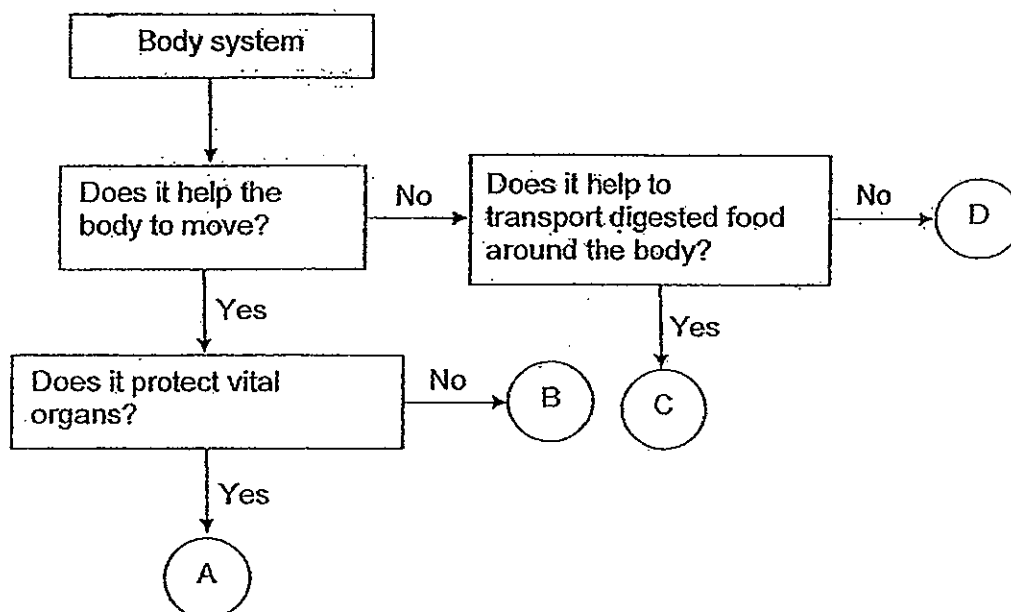 Body system
Does it help the
body to move?
No
Does it help to
transport digested food
around the body?
No
D
Yes
Yes
Does it protect vital
organs?
No
B
C
Yes
A